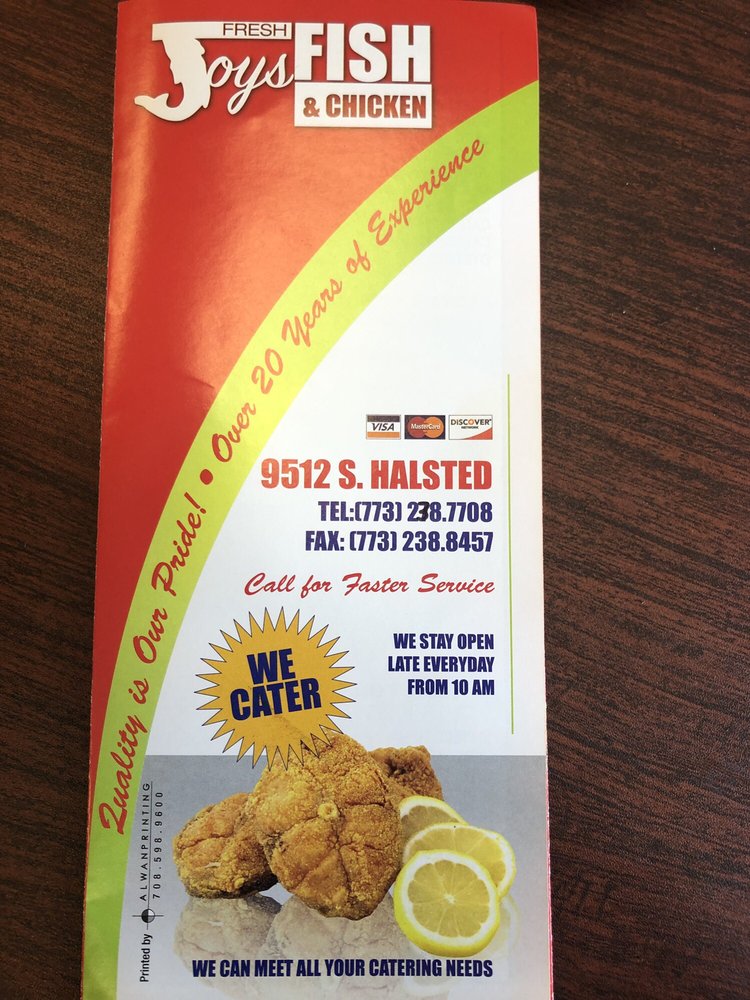 FRESH
Joys FISH
& CHICKEN
Quality is Our Pride! • Over 20 Years of Experience
VISA MasterCard DISCOVER
NETWORK
9512 S. HALSTED
TEL:(773) 238.7708
FAX: (773) 238.8457
Call for Faster Service
WE STAY OPEN
LATE EVERYDAY
FROM 10 AM
WE
CATER
Printed by ALWANPRINTING
708.598.9600
WE CAN MEET ALL YOUR CATERING NEEDS